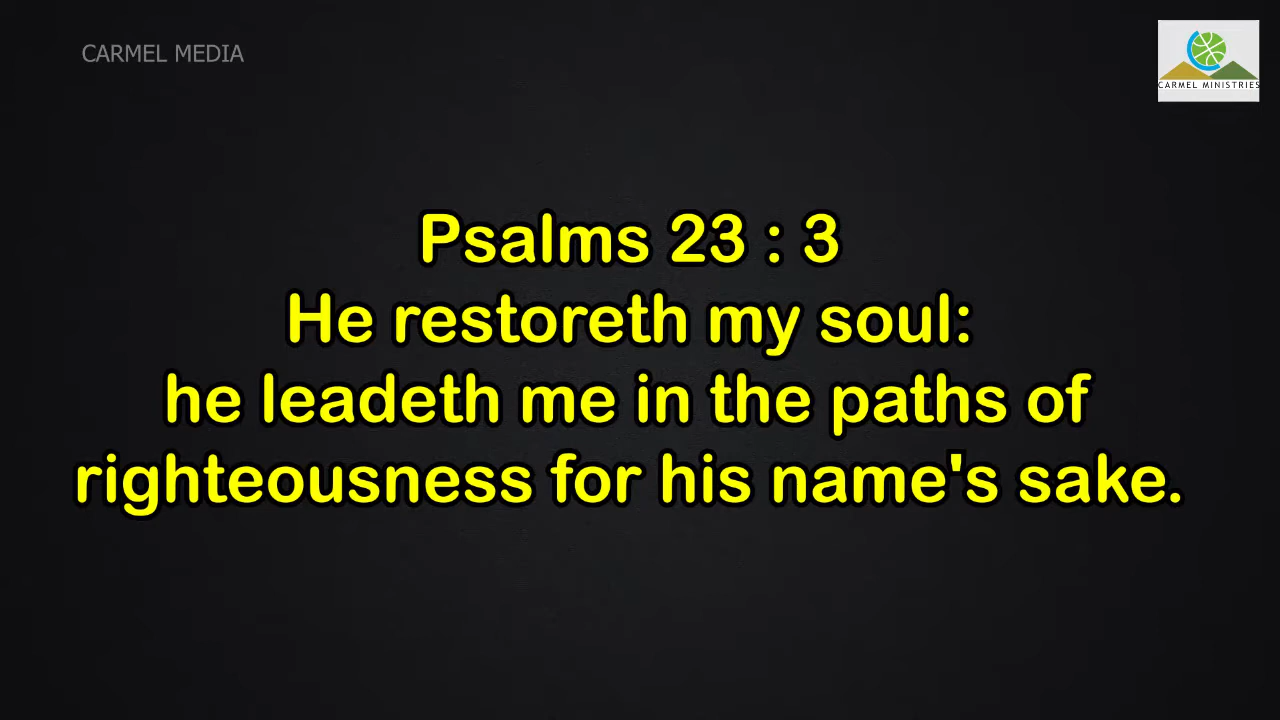 CARMEL MEDIA
CARMEL MINISTRIES
Psalms 23 : 3
He restoreth my soul:
he leadeth me in the paths of
righteousness for his name's sake.